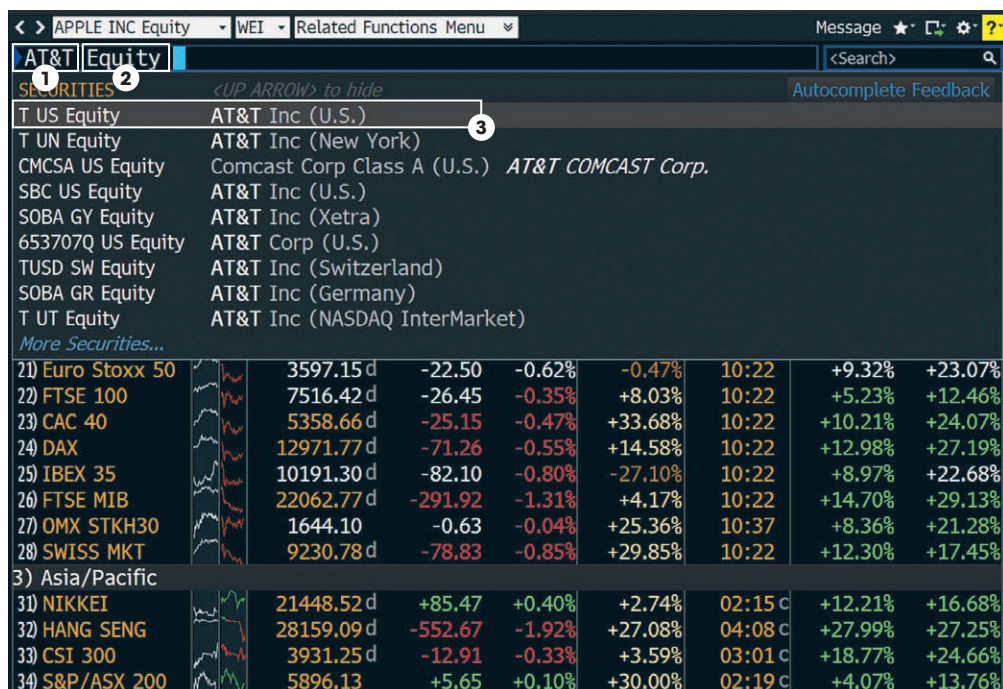 < > APPLE INC Equity WEI Related Functions Menu Message ?
AT&T Equity <Search>
1 2
SECURITIES <UP ARROW> to hide Autocomplete Feedback
T US Equity AT&T Inc (U.S.)
3
T UN Equity AT&T Inc (New York)
CMCSA US Equity Comcast Corp Class A (U.S.) AT&T COMCAST Corp.
SBC US Equity AT&T Inc (U.S.)
SOBA GY Equity AT&T Inc (Xetra)
653707Q US Equity AT&T Corp (U.S.)
TUSD SW Equity AT&T Inc (Switzerland)
SOBA GR Equity AT&T Inc (Germany)
T UT Equity AT&T Inc (NASDAQ InterMarket)
More Securities...
21) Euro Stoxx 50 3597.15 d -22.50 -0.62% -0.47% 10:22 +9.32% +23.07%
22) FTSE 100 7516.42 d -26.45 -0.35% +8.03% 10:22 +5.23% +12.46%
23) CAC 40 5358.66 d -25.15 -0.47% +33.68% 10:22 +10.21% +24.07%
24) DAX 12971.77 d -71.26 -0.55% +14.58% 10:22 +12.98% +27.19%
25) IBEX 35 10191.30 d -82.10 -0.80% -27.10% 10:22 +8.97% +22.68%
26) FTSE MIB 22062.77 d -291.92 -1.31% +4.17% 10:22 +14.70% +29.13%
27) OMX STKH30 1644.10 -0.63 -0.04% +25.36% 10:37 +8.36% +21.28%
28) SWISS MKT 9230.78 d -78.83 -0.85% +29.85% 10:22 +12.30% +17.45%
3) Asia/Pacific
31) NIKKEI 21448.52 d +85.47 +0.40% +2.74% 02:15 c +12.21% +16.68%
32) HANG SENG 28159.09 d -552.67 -1.92% +27.08% 04:08 c +27.99% +27.25%
33) CSI 300 3931.25 d -12.91 -0.33% +3.59% 03:01 c +18.77% +24.66%
34) S&P/ASX 200 5896.13 +5.65 +0.10% +30.00% 02:19 c +4.07% +13.76%